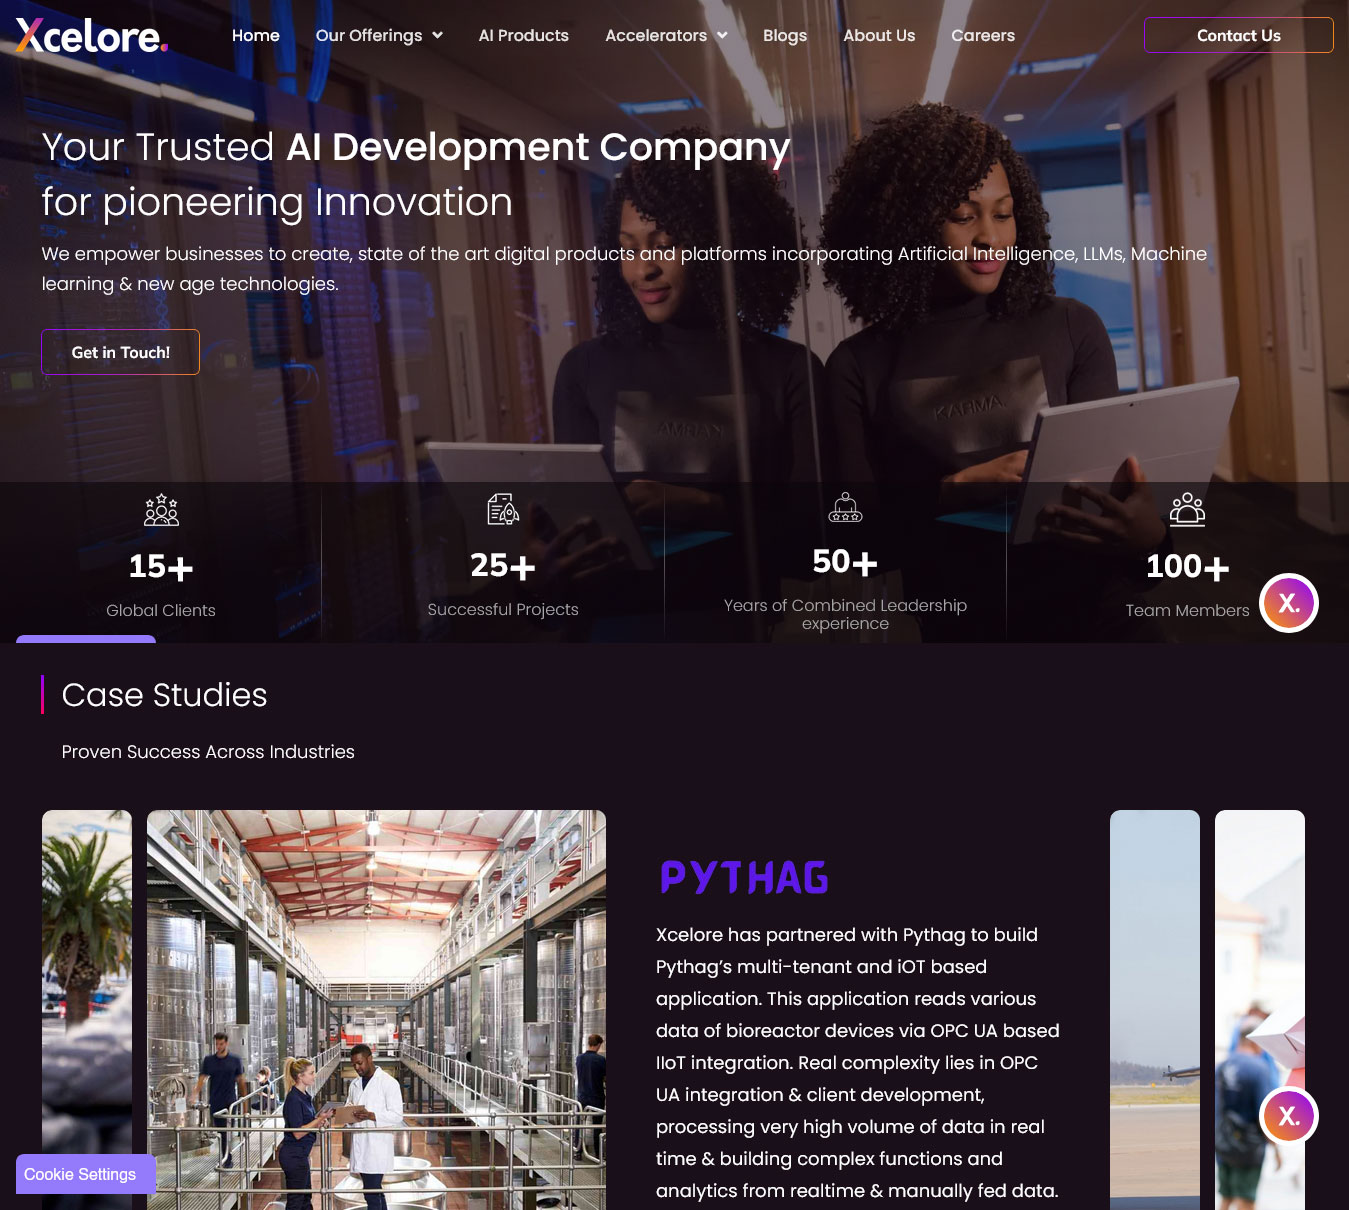 Xcelore.
Home
Our Offerings
AI Products
Accelerators
Blogs
About Us
Careers
Contact Us
Your Trusted AI Development Company
for pioneering Innovation
We empower businesses to create, state of the art digital products and platforms incorporating Artificial Intelligence, LLMs, Machine
learning & new age technologies.
Get in Touch!
KARMA
KARMA
15+
Global Clients
25+
Successful Projects
50+
Years of Combined Leadership
experience
100+
Team Members
X.
Case Studies
Proven Success Across Industries
PYTHAG
Xcelore has partnered with Pythag to build
Pythag’s multi-tenant and iOT based
application. This application reads various
data of bioreactor devices via OPC UA based
IIoT integration. Real complexity lies in OPC
UA integration & client development,
processing very high volume of data in real
time & building complex functions and
analytics from realtime & manually fed data.
X.
Cookie Settings